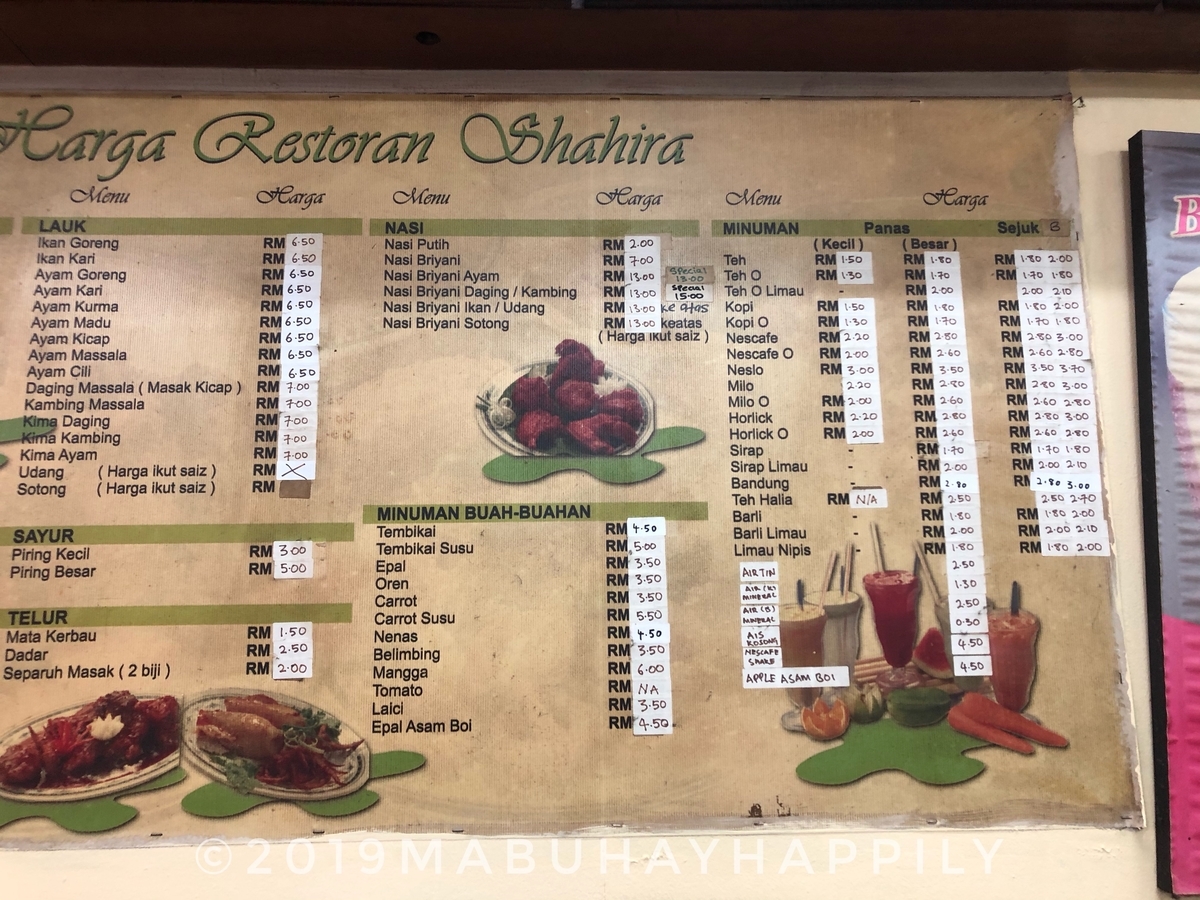 Harga Restoran Shahira
Menu Harga
LAUK
Ikan Goreng RM 6.50
Ikan Kari RM 6.50
Ayam Goreng RM 6.50
Ayam Kari RM 6.50
Ayam Kurma RM 6.50
Ayam Madu RM 6.50
Ayam Kicap RM 6.50
Ayam Massala RM 6.50
Ayam Cili RM 6.50
Daging Massala ( Masak Kicap ) RM 7.00
Kambing Massala RM 7.00
Kima Daging RM 7.00
Kima Kambing RM 7.00
Kima Ayam RM 7.00
Udang ( Harga ikut saiz ) RM X
Sotong ( Harga ikut saiz ) RM
SAYUR
Piring Kecil RM 3.00
Piring Besar RM 5.00
TELUR
Mata Kerbau RM 1.50
Dadar RM 2.50
Separuh Masak ( 2 biji ) RM 2.00
Menu Harga
NASI
Nasi Putih RM 2.00
Nasi Briyani RM 7.00
Nasi Briyani Ayam RM 13.00 Special 13.00
Nasi Briyani Daging / Kambing RM 13.00 Special 15.00
Nasi Briyani Ikan / Udang RM 13.00 ke atas
Nasi Briyani Sotong RM 13.00 keatas
( Harga ikut saiz )
MINUMAN BUAH-BUAHAN
Tembikai RM 4.50
Tembikai Susu RM 5.00
Epal RM 3.50
Oren RM 3.50
Carrot RM 3.50
Carrot Susu RM 5.50
Nenas RM 4.50
Belimbing RM 3.50
Mangga RM 6.00
Tomato RM NA
Laici RM 3.50
Epal Asam Boi RM 4.50
Menu Harga
MINUMAN Panas Sejuk B
( Kecil ) ( Besar )
Teh RM 1.50 RM 1.80 RM 1.80 2.00
Teh O RM 1.30 RM 1.70 RM 1.70 1.80
Teh O Limau - RM 2.00 2.00 2.10
Kopi RM 1.50 RM 1.80 RM 1.80 2.00
Kopi O RM 1.30 RM 1.70 RM 1.70 1.80
Nescafe RM 2.20 RM 2.80 RM 2.80 3.00
Nescafe O RM 2.00 RM 2.60 RM 2.60 2.80
Neslo RM 3.00 RM 3.50 RM 3.50 3.70
Milo 2.20 RM 2.80 RM 2.80 3.00
Milo O RM 2.00 RM 2.60 RM 2.60 2.80
Horlick RM 2.20 RM 2.80 RM 2.80 3.00
Horlick O RM 2.00 RM 2.60 RM 2.60 2.80
Sirap - RM 1.70 RM 1.70 1.80
Sirap Limau - RM 2.00 RM 2.00 2.10
Bandung - RM 2.80 RM 2.80 3.00
Teh Halia RM N/A RM 2.50 2.50 2.70
Barli - RM 1.80 RM 1.80 2.00
Barli Limau - RM 2.00 RM 2.00 2.10
Limau Nipis - RM 1.80 RM 1.80 2.00
AIR TIN 2.50
AIR (K) MINERAL 1.30
AIR (B) MINERAL 2.50
AIS KOSONG 0.30
NESCAFE SHAKE 4.50
APPLE ASAM BOI 4.50
©2019MABUHAYHAPPILY